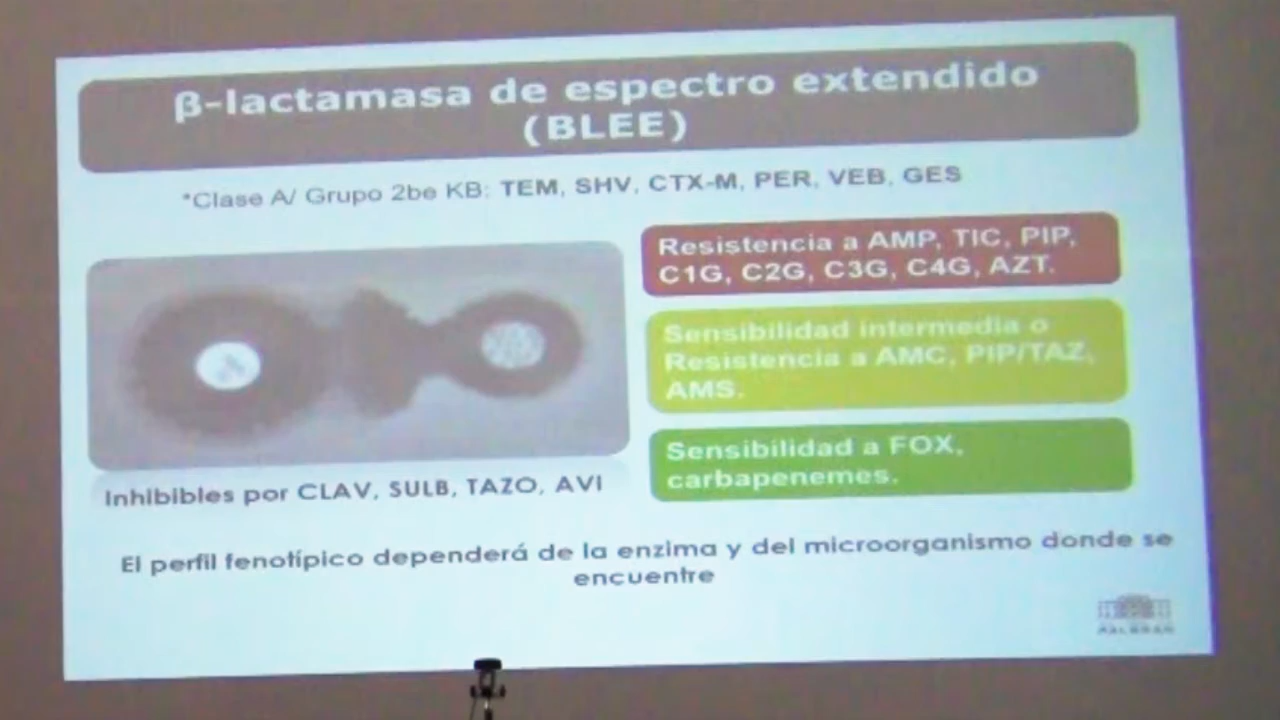 β-lactamasa de espectro extendido
(BLEE)
*Clase A/ Grupo 2be KB: TEM, SHV, CTX-M, PER, VEB, GES
Resistencia a AMP, TIC, PIP,
C1G, C2G, C3G, C4G, AZT.
Sensibilidad intermedia o
Resistencia a AMC, PIP/TAZ,
AMS.
Sensibilidad a FOX,
carbapenemes.
Inhibibles por CLAV, SULB, TAZO, AVI
El perfil fenotípico dependerá de la enzima y del microorganismo donde se
encuentre